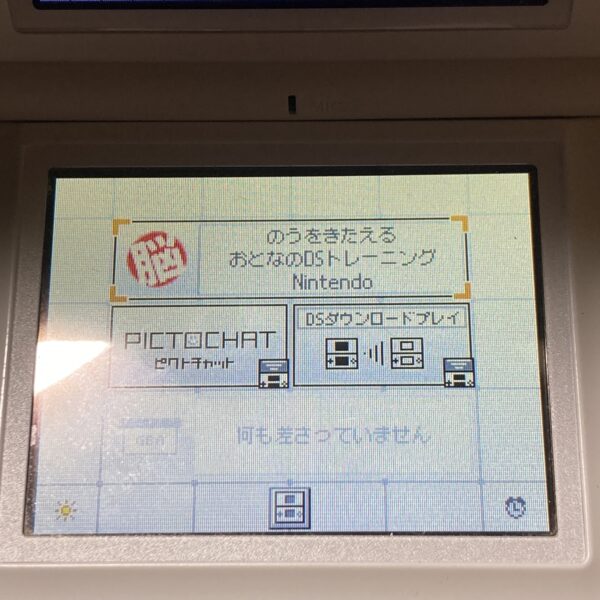 脳
のうをきたえる
おとなのDSトレーニング
Nintendo
PICTOCHAT
ピクトチャット
DSダウンロードプレイ
GBA
何も差さっていません